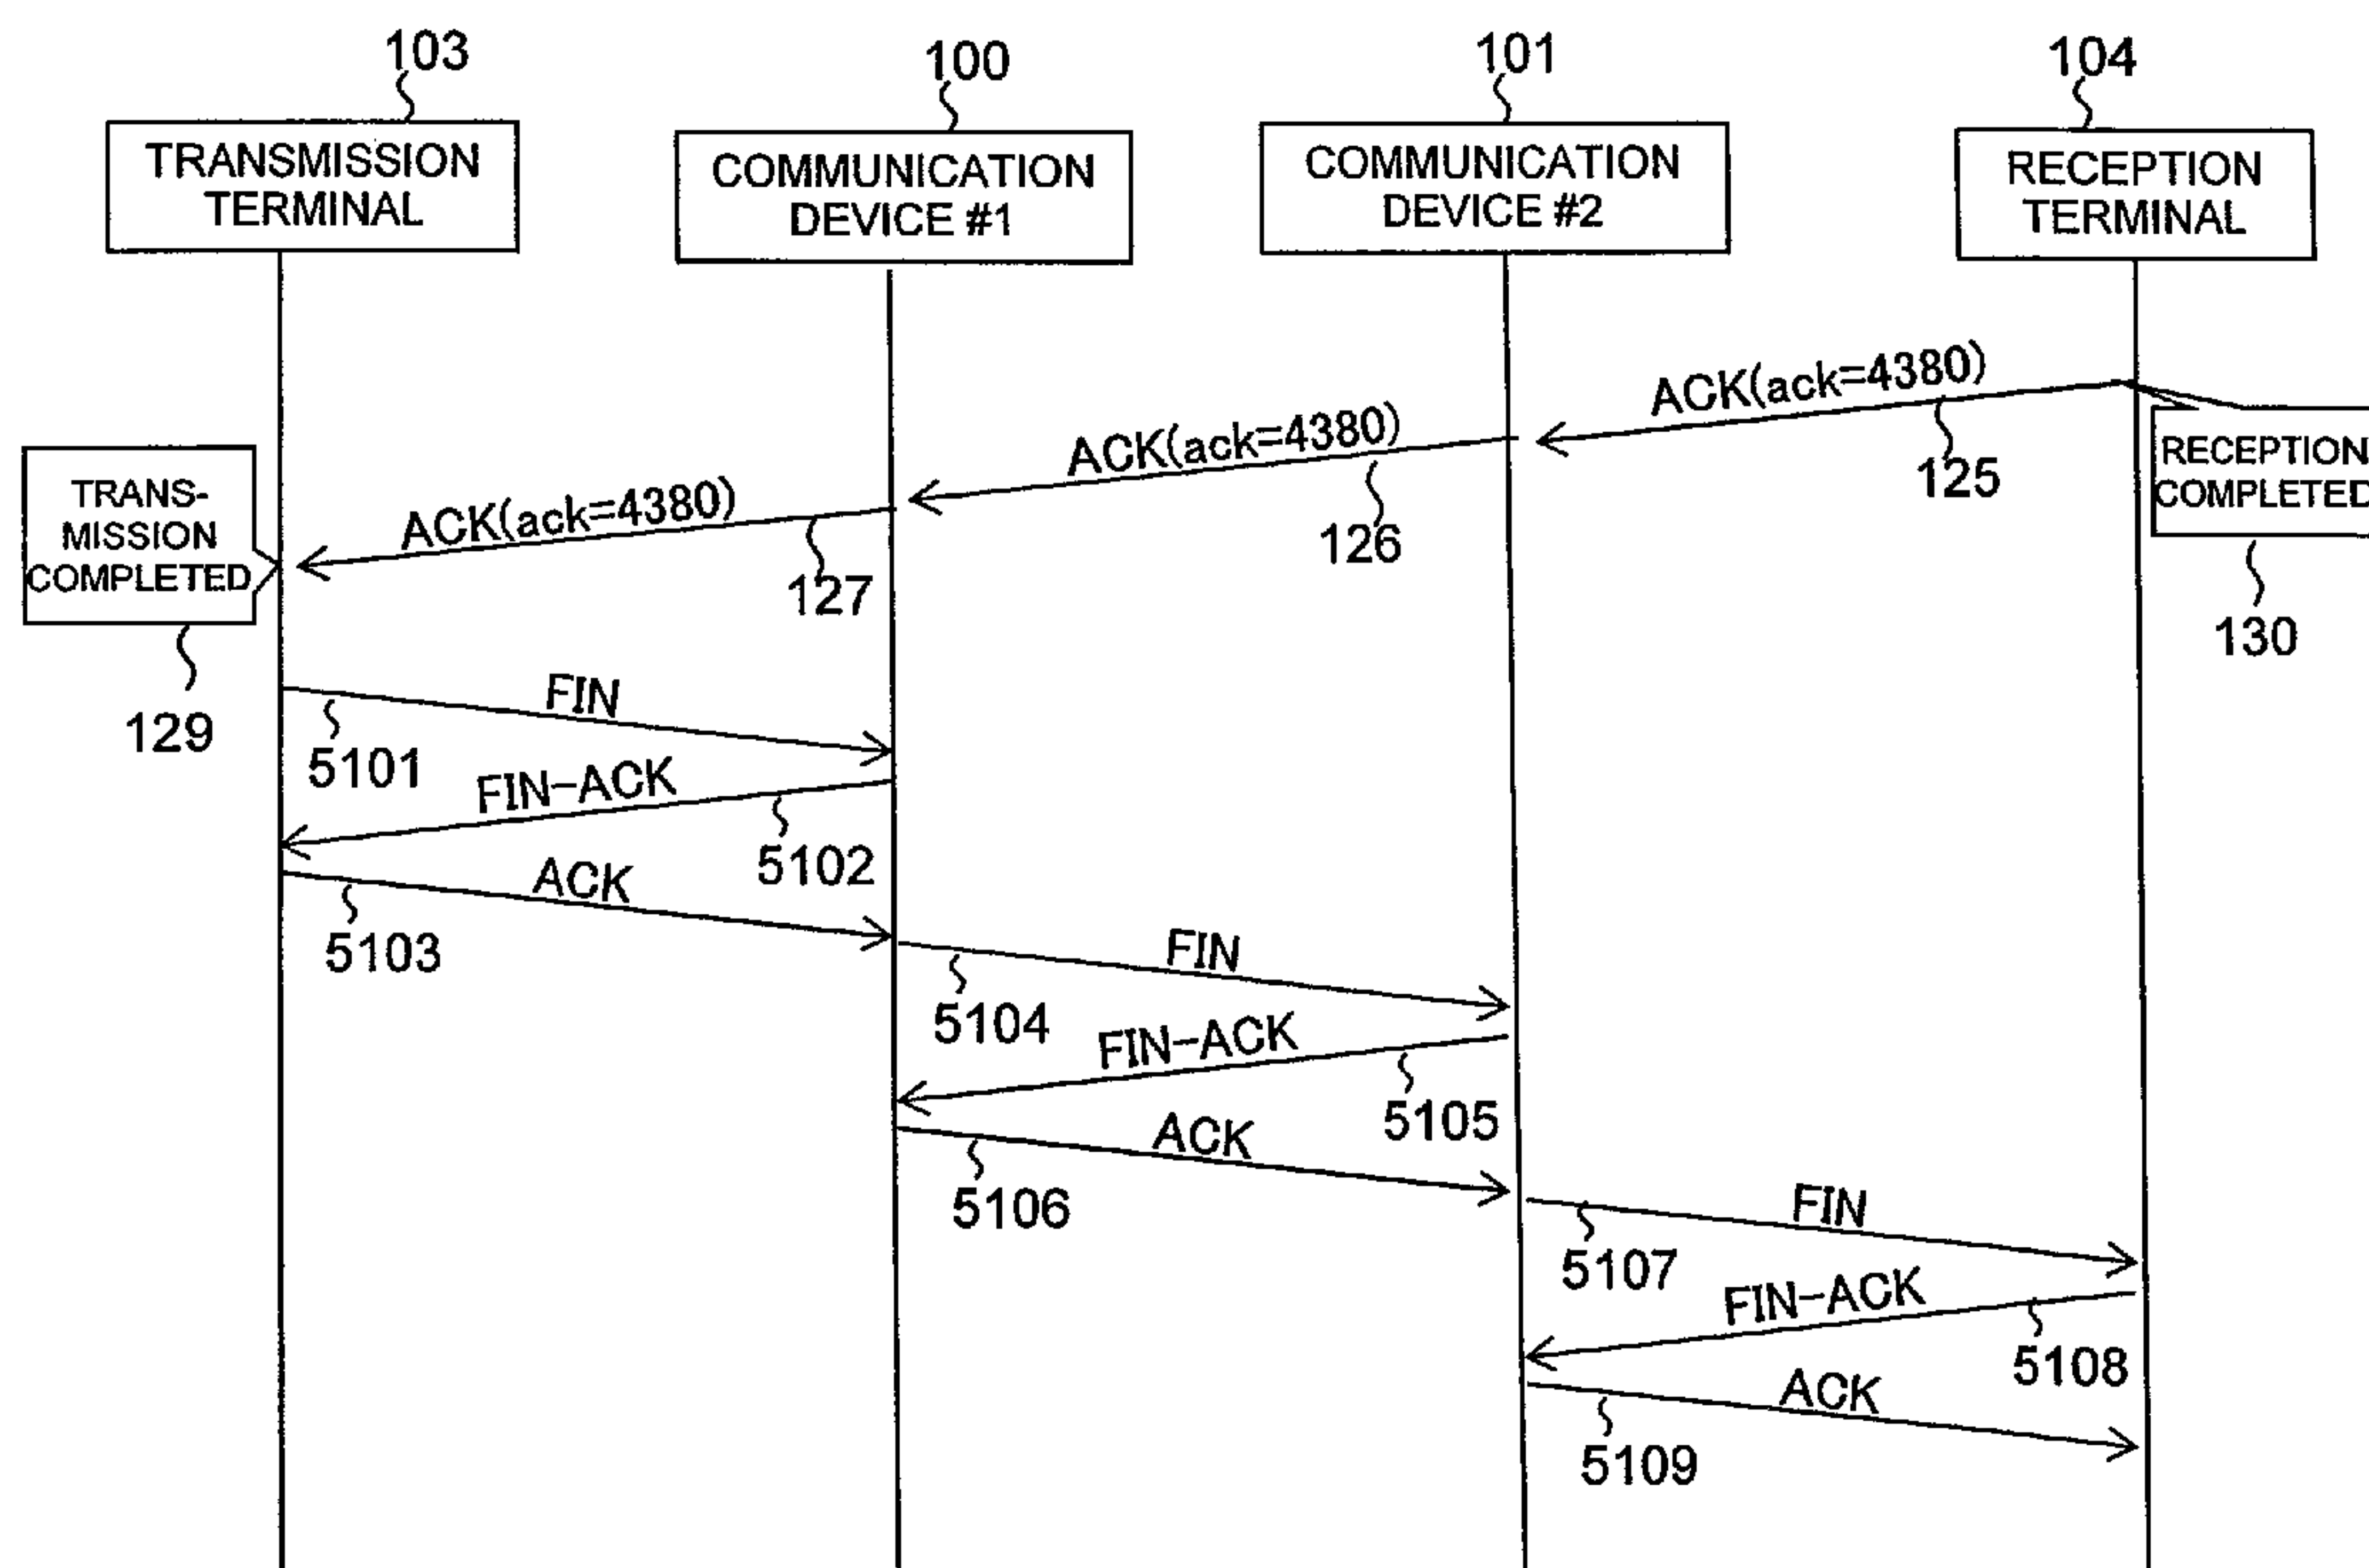 103
100
101
104
TRANSMISSION
TERMINAL
COMMUNICATION
DEVICE #1
COMMUNICATION
DEVICE #2
RECEPTION
TERMINAL
ACK(ack=4380)
125
RECEPTION
COMPLETED
130
ACK(ack=4380)
126
ACK(ack=4380)
127
TRANS-
MISSION
COMPLETED
129
FIN
5101
FIN-ACK
5102
ACK
5103
FIN
5104
FIN-ACK
5105
ACK
5106
FIN
5107
FIN-ACK
5108
ACK
5109